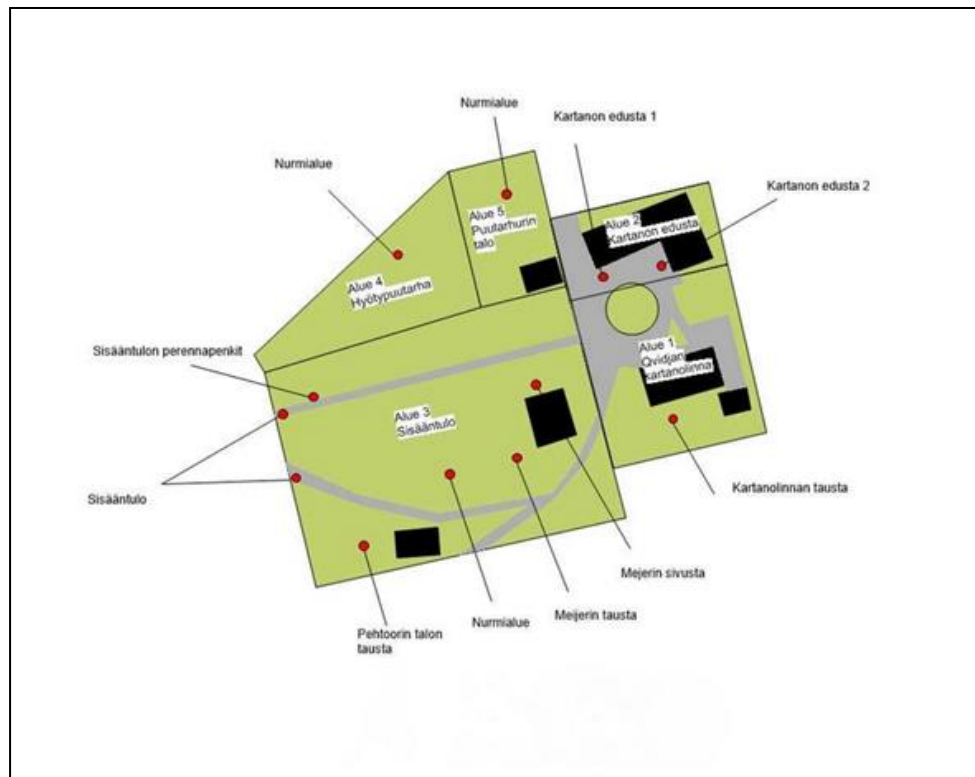 Nurmialue
Kartanon edusta 1
Nurmialue
Kartanon edusta 2
Alue 5
Puutarhurin
talo
Alue 2
Kartanon edusta
Alue 4
Hyötypuutarha
Sisääntulon perennapenkit
Alue 1
Qvidjan
kartanolinna
Alue 3
Sisääntulo
Sisääntulo
Kartanolinnan tausta
Mejerin sivusta
Meijerin tausta
Nurmialue
Pehtoorin talon
tausta